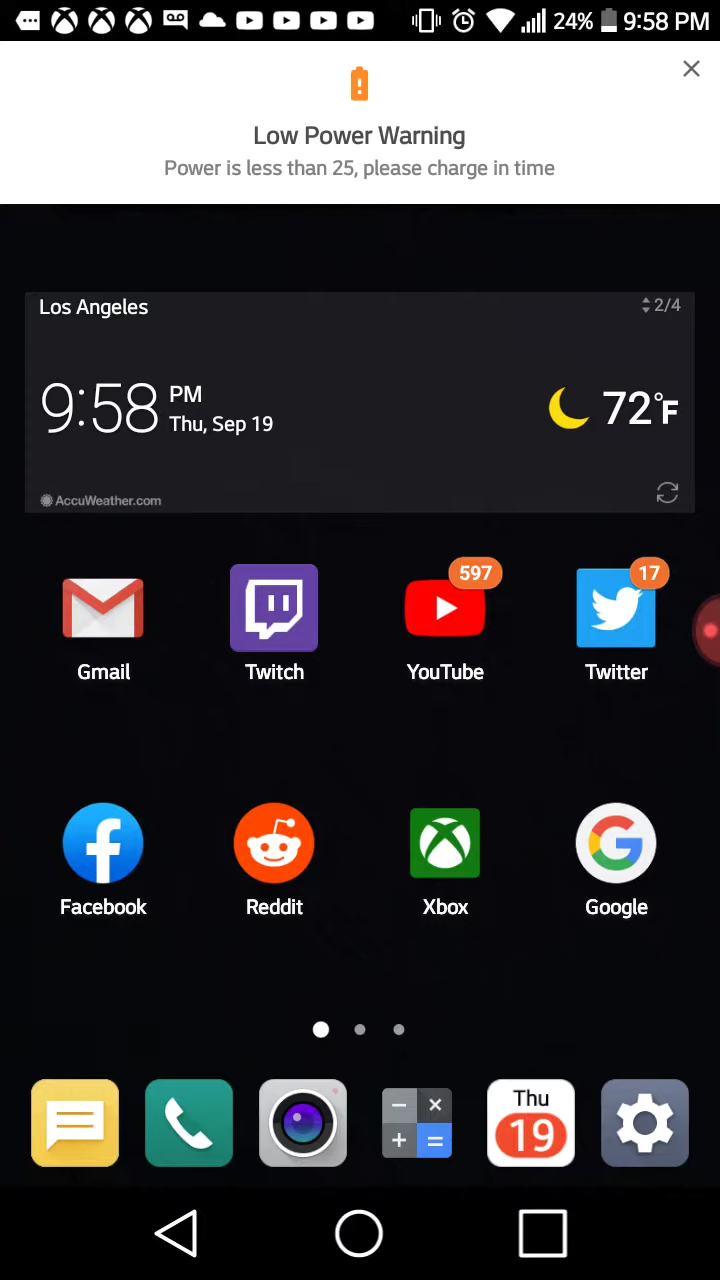 24% 9:58 PM
Low Power Warning
Power is less than 25, please charge in time
Los Angeles
2/4
9:58 PM
Thu, Sep 19
72°F
AccuWeather.com
597
17
Gmail
Twitch
YouTube
Twitter
Facebook
Reddit
Xbox
Google
Thu
19